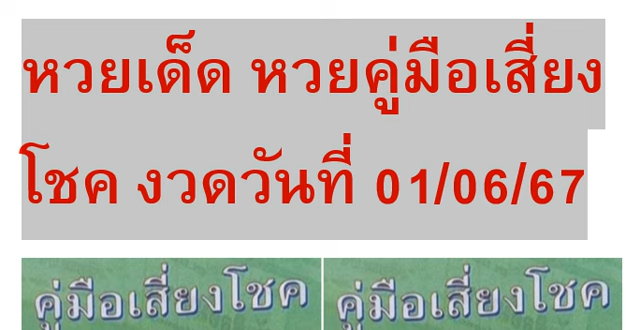 หวยเด็ด หวยคู่มือเสี่ยง
โชค งวดวันที่ 01/06/67
คู่มือเสี่ยงโชค คู่มือเสี่ยงโชค